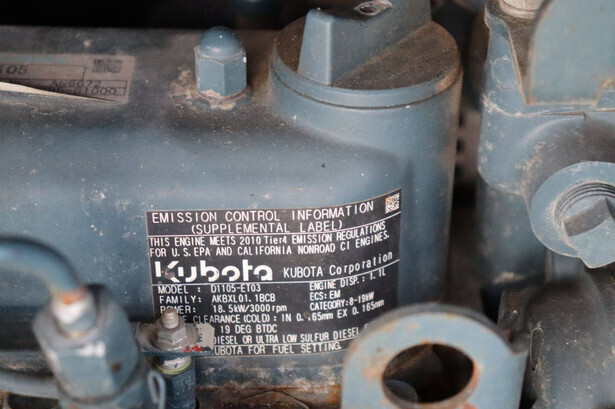 EMISSION CONTROL INFORMATION
(SUPPLEMENTAL LABEL)
THIS ENGINE MEETS 2010 Tier4 EMISSION REGULATIONS
FOR U.S. EPA AND CALIFORNIA NONROAD CI ENGINES.
Kubota KUBOTA Corporation
MODEL : D1105-ET03 ENGINE DISP.: 1.1L
FAMILY: AKBXL01.1BCB ECS: EM
POWER : 18.5kW/3000rpm CATEGORY: 8-19kW
CLEARANCE (COLD): IN 0. 65mm EX 0.165mm
19 DEG BTDC
DIESEL or ULTRA LOW SULFUR DIESEL
UBOTA FOR FUEL SETTING.